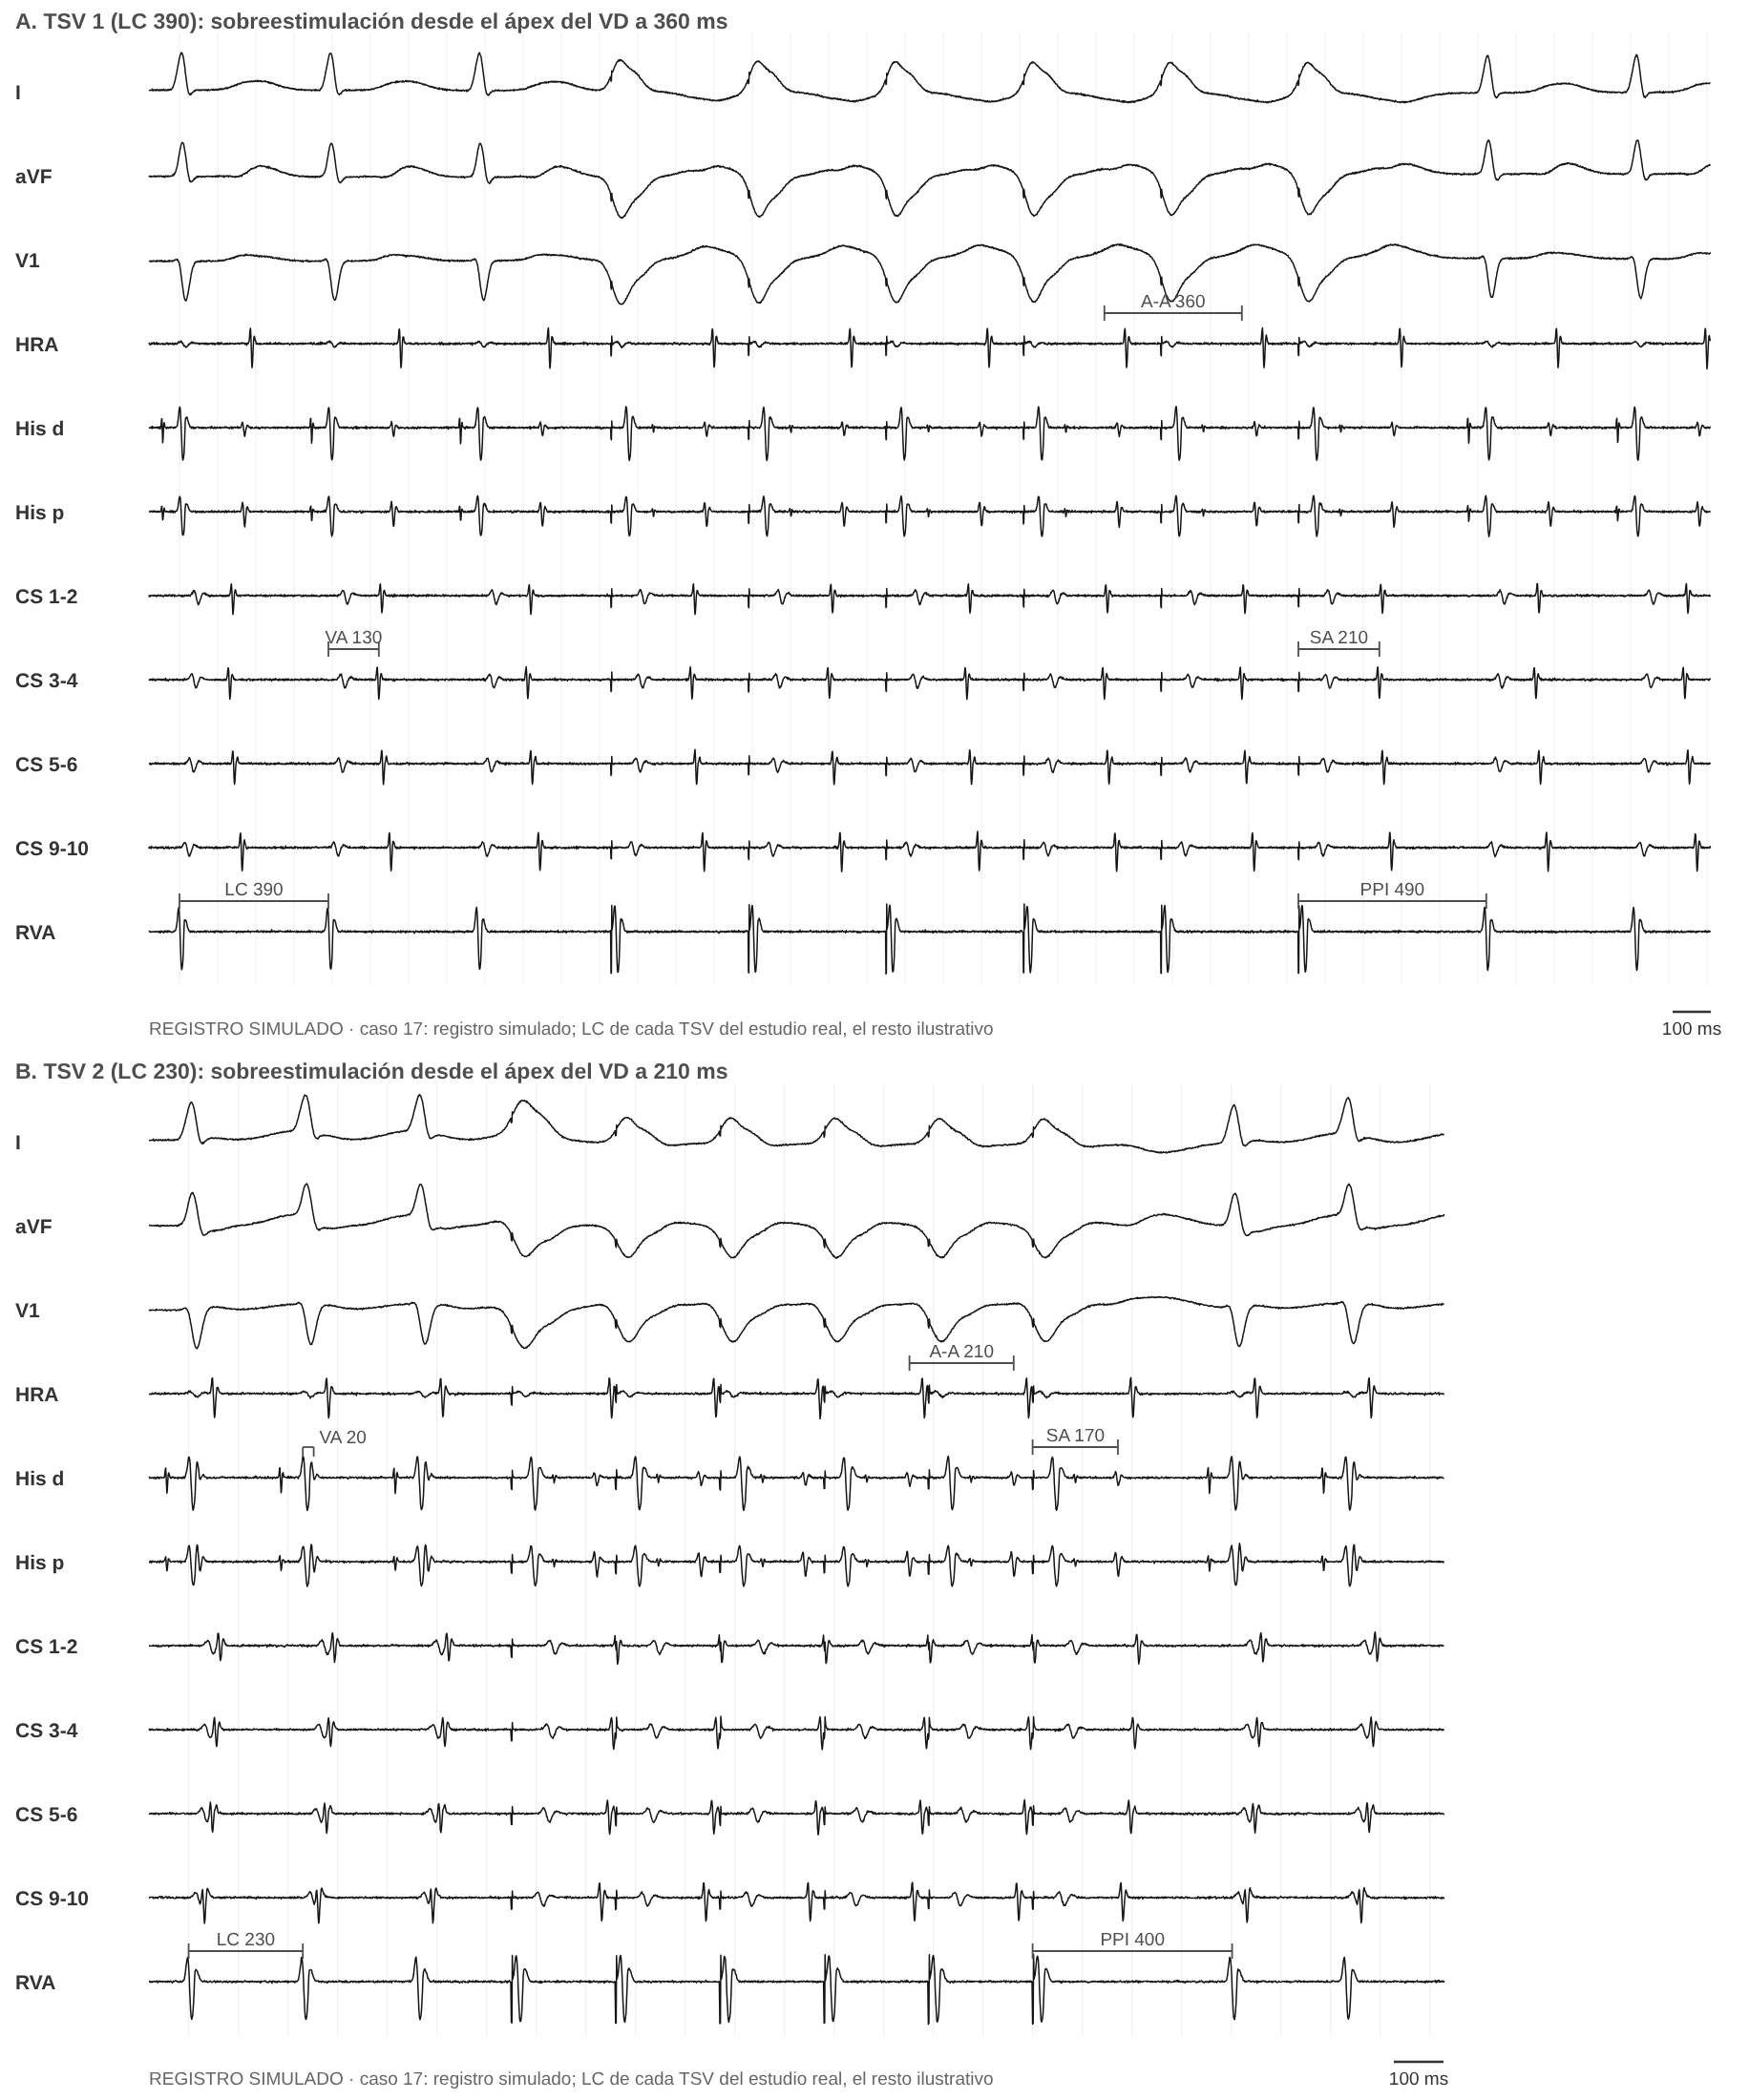 A. TSV 1 (LC 390): sobreestimulación desde el ápex del VD a 360 ms
I
aVF
V1
A-A 360
HRA
His d
His p
CS 1-2
VA 130
SA 210
CS 3-4
CS 5-6
CS 9-10
LC 390
PPI 490
RVA
REGISTRO SIMULADO · caso 17: registro simulado; LC de cada TSV del estudio real, el resto ilustrativo
100 ms
B. TSV 2 (LC 230): sobreestimulación desde el ápex del VD a 210 ms
I
aVF
V1
A-A 210
HRA
VA 20
SA 170
His d
His p
CS 1-2
CS 3-4
CS 5-6
CS 9-10
LC 230
PPI 400
RVA
REGISTRO SIMULADO · caso 17: registro simulado; LC de cada TSV del estudio real, el resto ilustrativo
100 ms